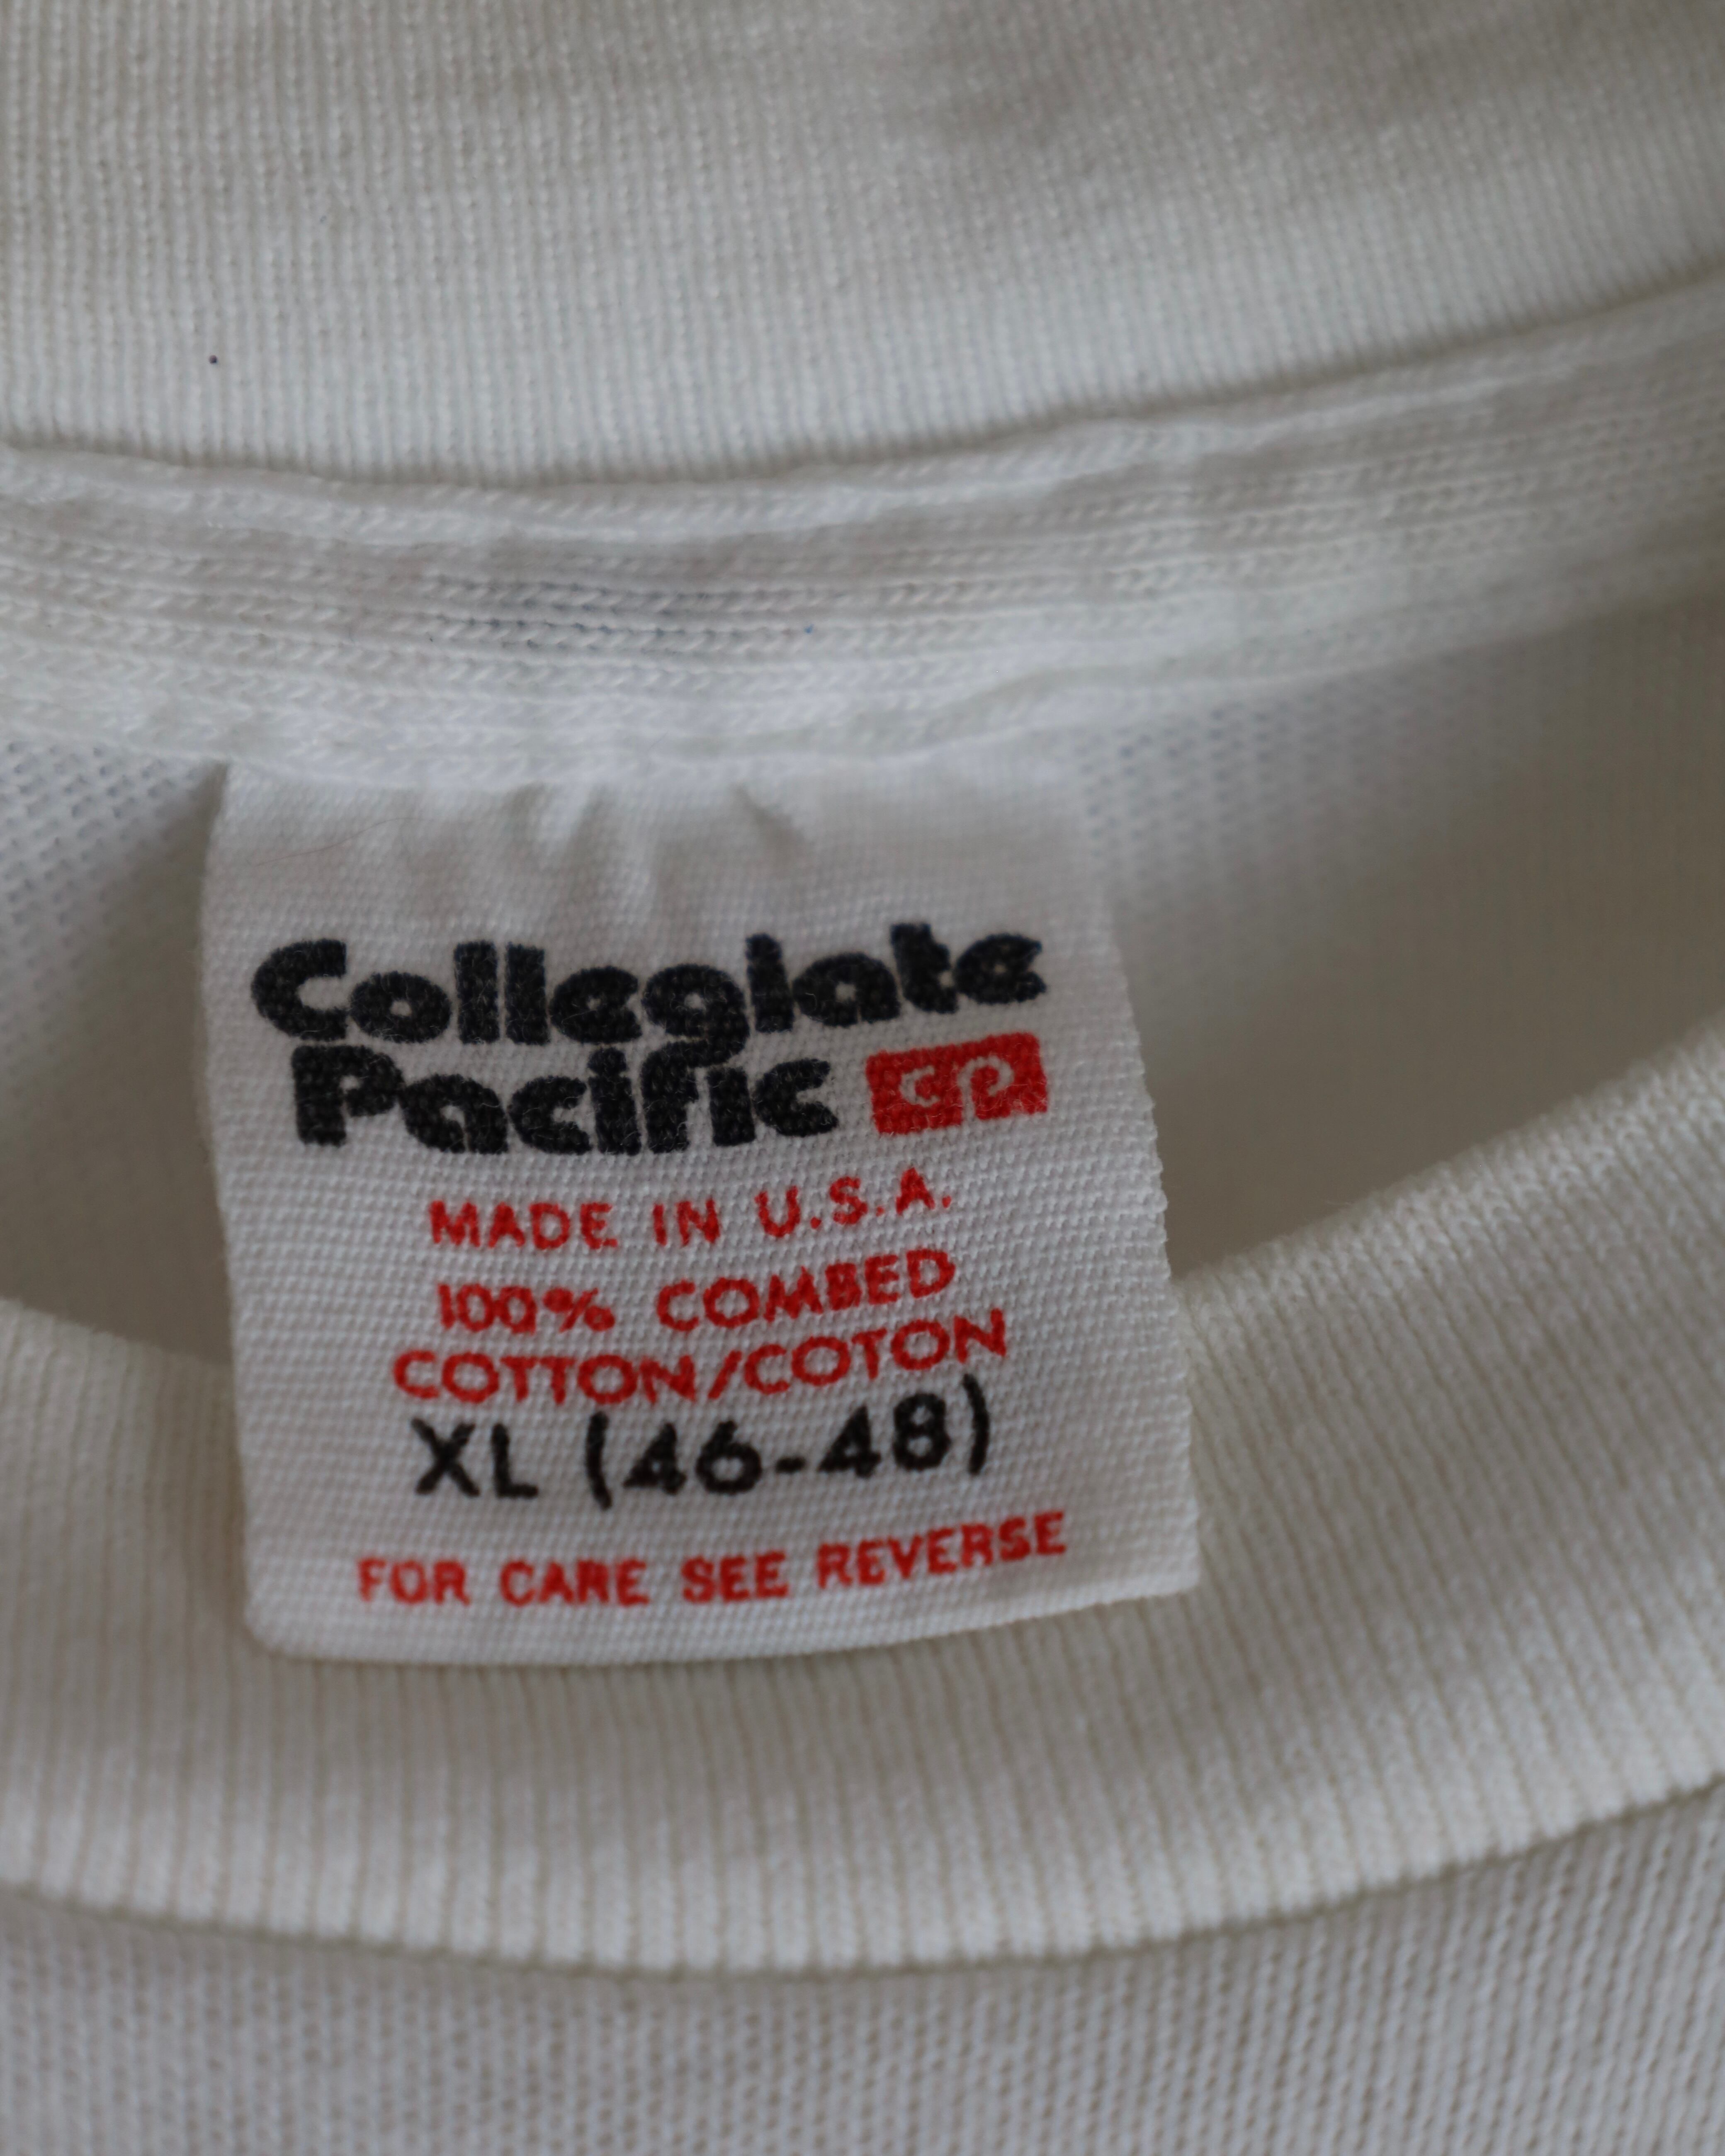 Collegiate
Pacific cp
MADE IN U.S.A.
100% COMBED
COTTON/COTON
XL (46-48)
FOR CARE SEE REVERSE